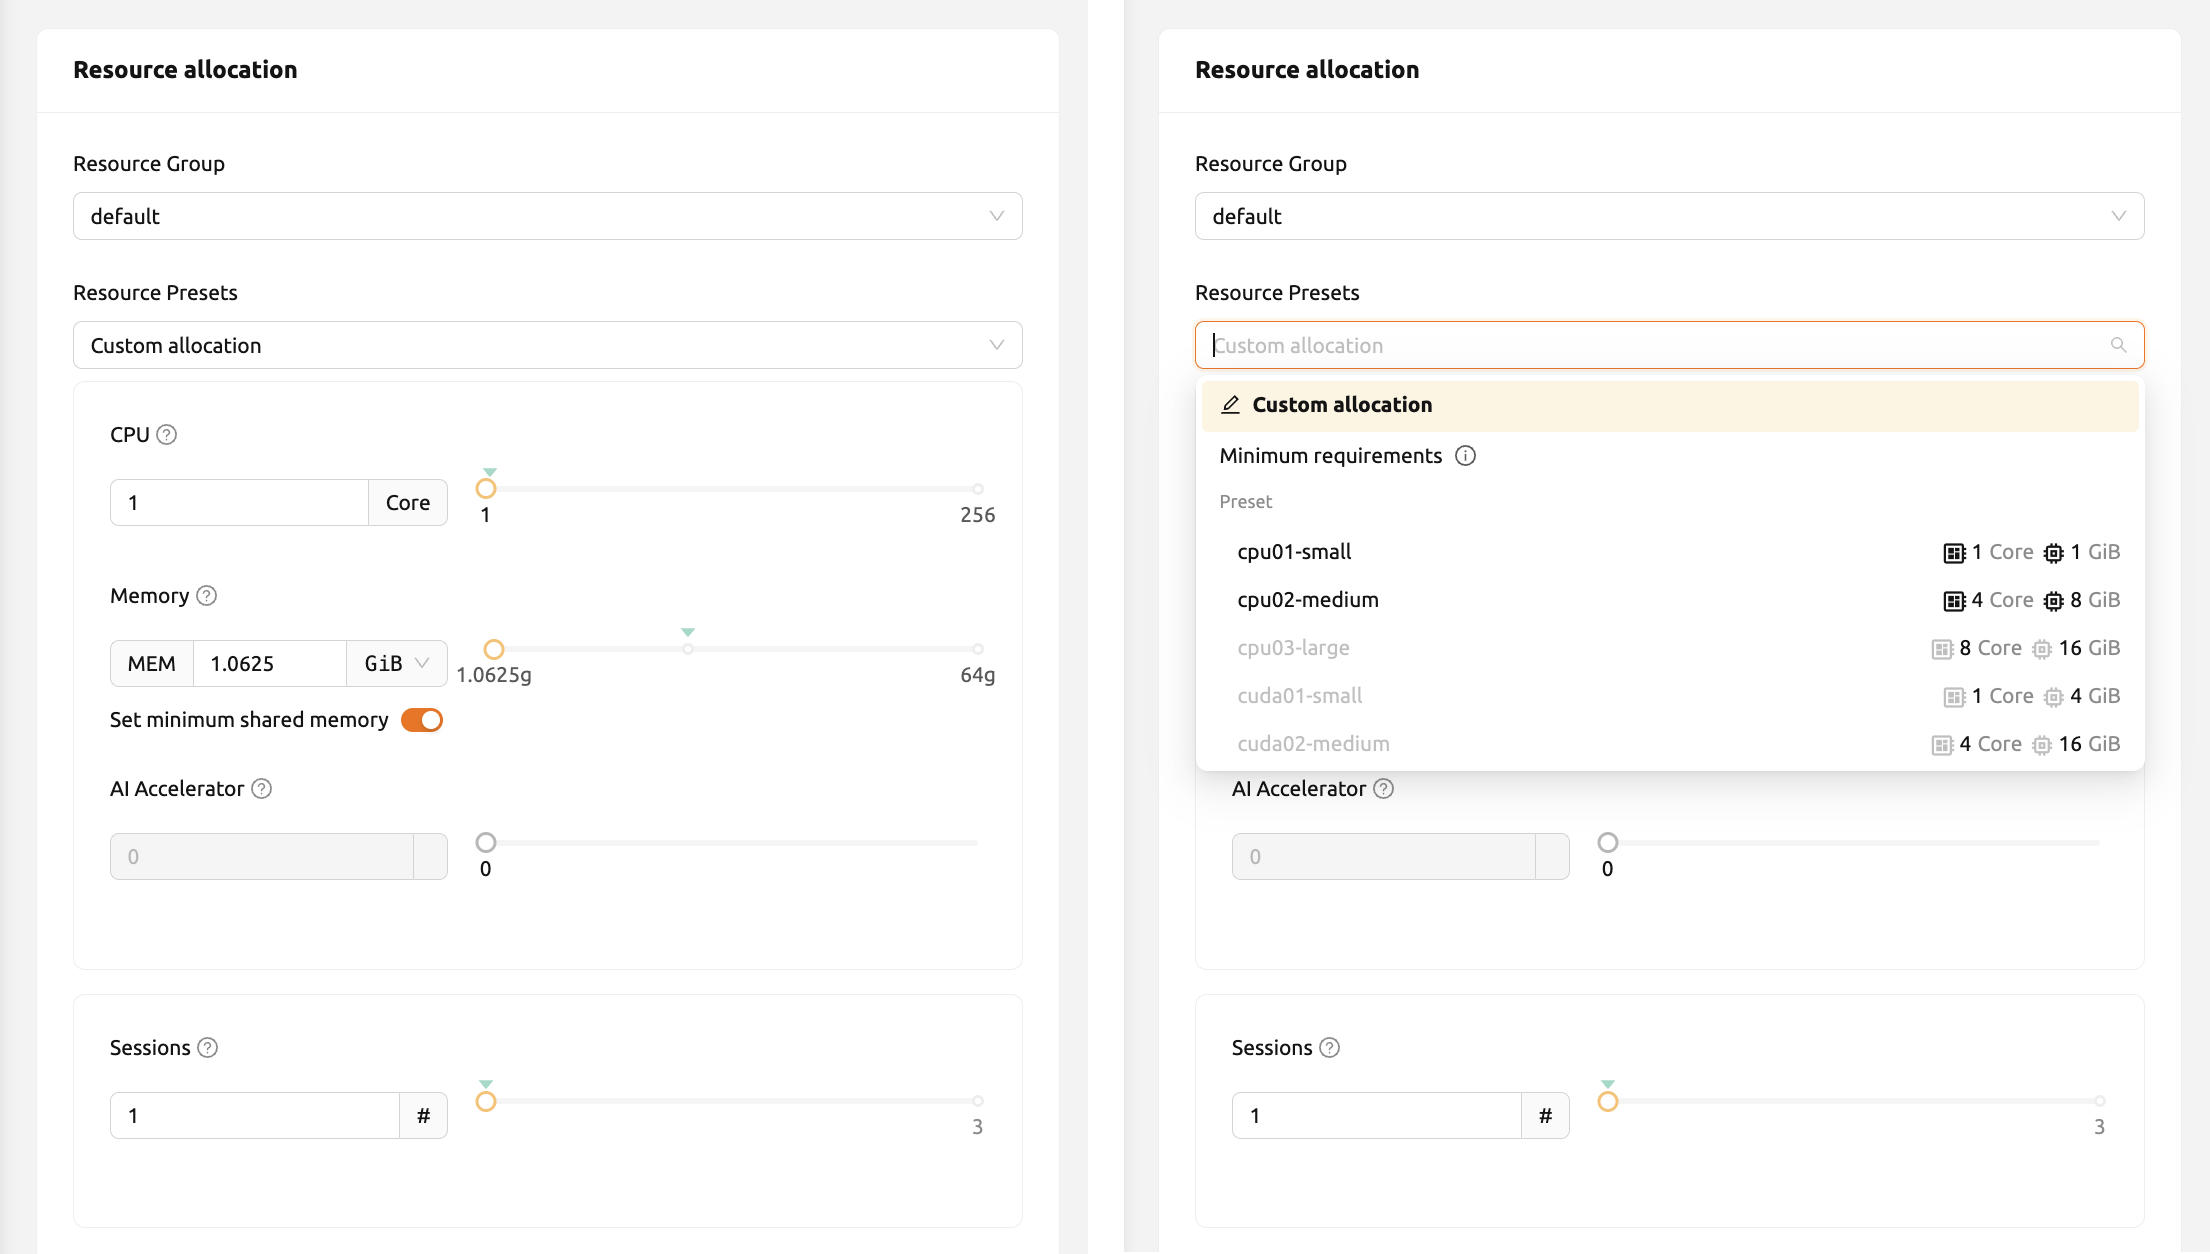 Resource allocation
Resource Group
default
Resource Presets
Custom allocation
CPU
1 Core
1 256
Memory
MEM 1.0625 GiB
1.0625g 64g
Set minimum shared memory
AI Accelerator
0
0
Sessions
1 #
3
Resource allocation
Resource Group
default
Resource Presets
Custom allocation
Custom allocation
Minimum requirements
Preset
cpu01-small 1 Core 1 GiB
cpu02-medium 4 Core 8 GiB
cpu03-large 8 Core 16 GiB
cuda01-small 1 Core 4 GiB
cuda02-medium 4 Core 16 GiB
AI Accelerator
0
0
Sessions
1 #
3